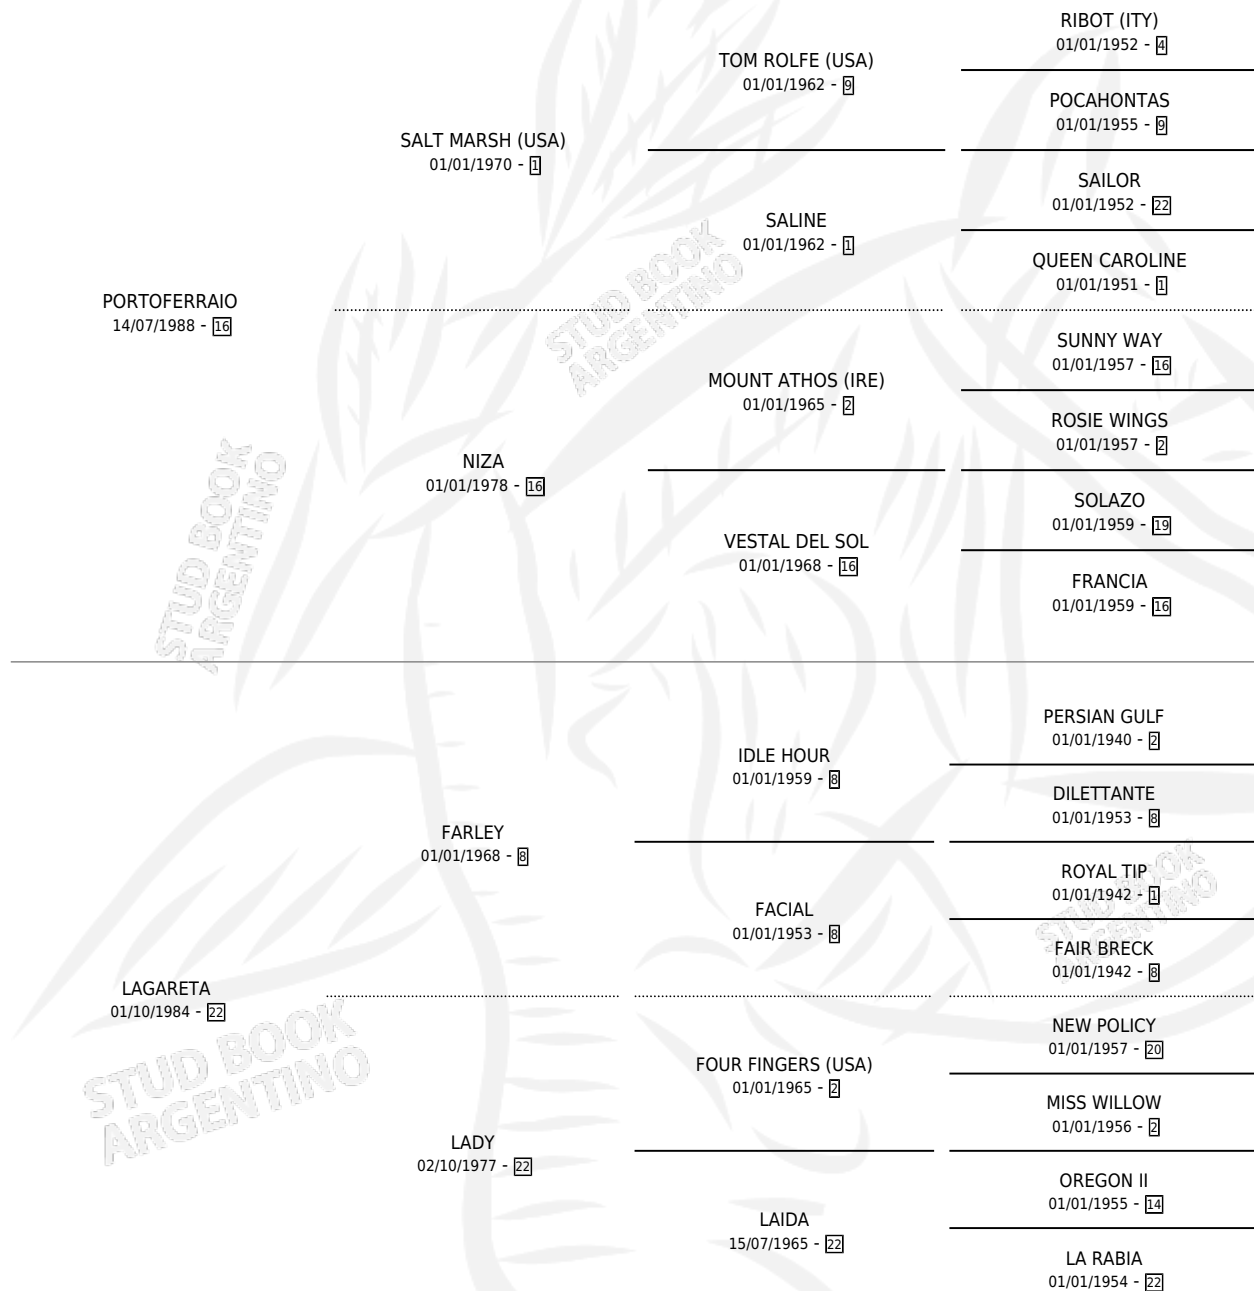 RIBOT (ITY)
01/01/1952 - 4
TOM ROLFE (USA)
01/01/1962 - 9
POCAHONTAS
01/01/1955 - 9
SALT MARSH (USA)
01/01/1970 - 1
SAILOR
01/01/1952 - 22
SALINE
01/01/1962 - 1
QUEEN CAROLINE
01/01/1951 - 1
PORTOFERRAIO
14/07/1988 - 16
SUNNY WAY
01/01/1957 - 16
MOUNT ATHOS (IRE)
01/01/1965 - 2
ROSIE WINGS
01/01/1957 - 2
NIZA
01/01/1978 - 16
SOLAZO
01/01/1959 - 19
VESTAL DEL SOL
01/01/1968 - 16
FRANCIA
01/01/1959 - 16
PERSIAN GULF
01/01/1940 - 2
IDLE HOUR
01/01/1959 - 8
DILETTANTE
01/01/1953 - 8
FARLEY
01/01/1968 - 8
ROYAL TIP
01/01/1942 - 1
FACIAL
01/01/1953 - 8
FAIR BRECK
01/01/1942 - 8
LAGARETA
01/10/1984 - 22
NEW POLICY
01/01/1957 - 20
FOUR FINGERS (USA)
01/01/1965 - 2
MISS WILLOW
01/01/1956 - 2
LADY
02/10/1977 - 22
OREGON II
01/01/1955 - 14
LAIDA
15/07/1965 - 22
LA RABIA
01/01/1954 - 22
STUD BOOK
ARGENTINO
STUD BOOK
ARGENTINO
STUD BOOK
ARGENTINO
STUD BOOK
ARGENTINO